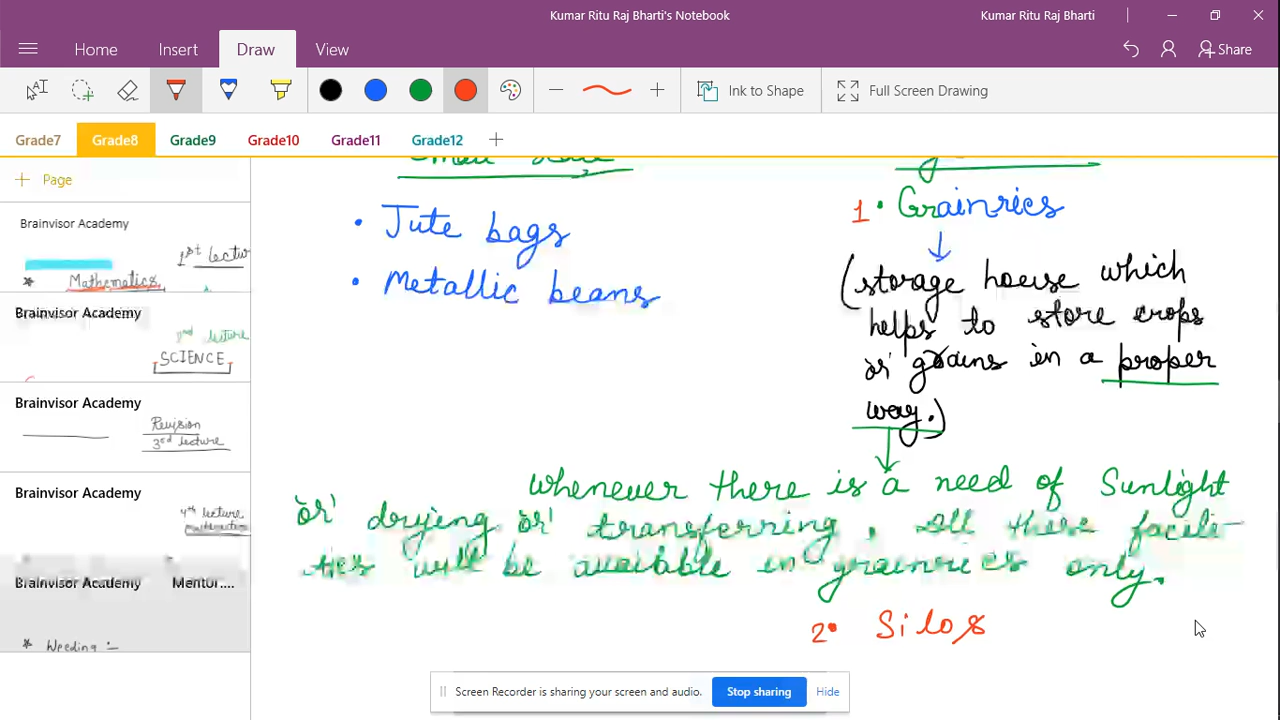 Kumar Ritu Raj Bharti's Notebook
Kumar Ritu Raj Bharti
Home Insert Draw View
Share
Ink to Shape
Full Screen Drawing
Grade7 Grade8 Grade9 Grade10 Grade11 Grade12
Page
Brainvisor Academy
1st lectur
* Mathematics
Brainvisor Academy
lecture
SCIENCE
Brainvisor Academy
Revision
3rd lecture
Brainvisor Academy
4th lecture
Brainvisor Academy Mentor....
* Weeding :-
• Jute bags
• Metallic beans
1 • Grainries
(storage house which
helps to store crops
'or' grains in a proper
way.)
whenever there is a need of Sunlight
'or' drying 'or' transferring, all these facili-
ties will be available in grainries only.
2• Silos
Screen Recorder is sharing your screen and audio.
Stop sharing
Hide